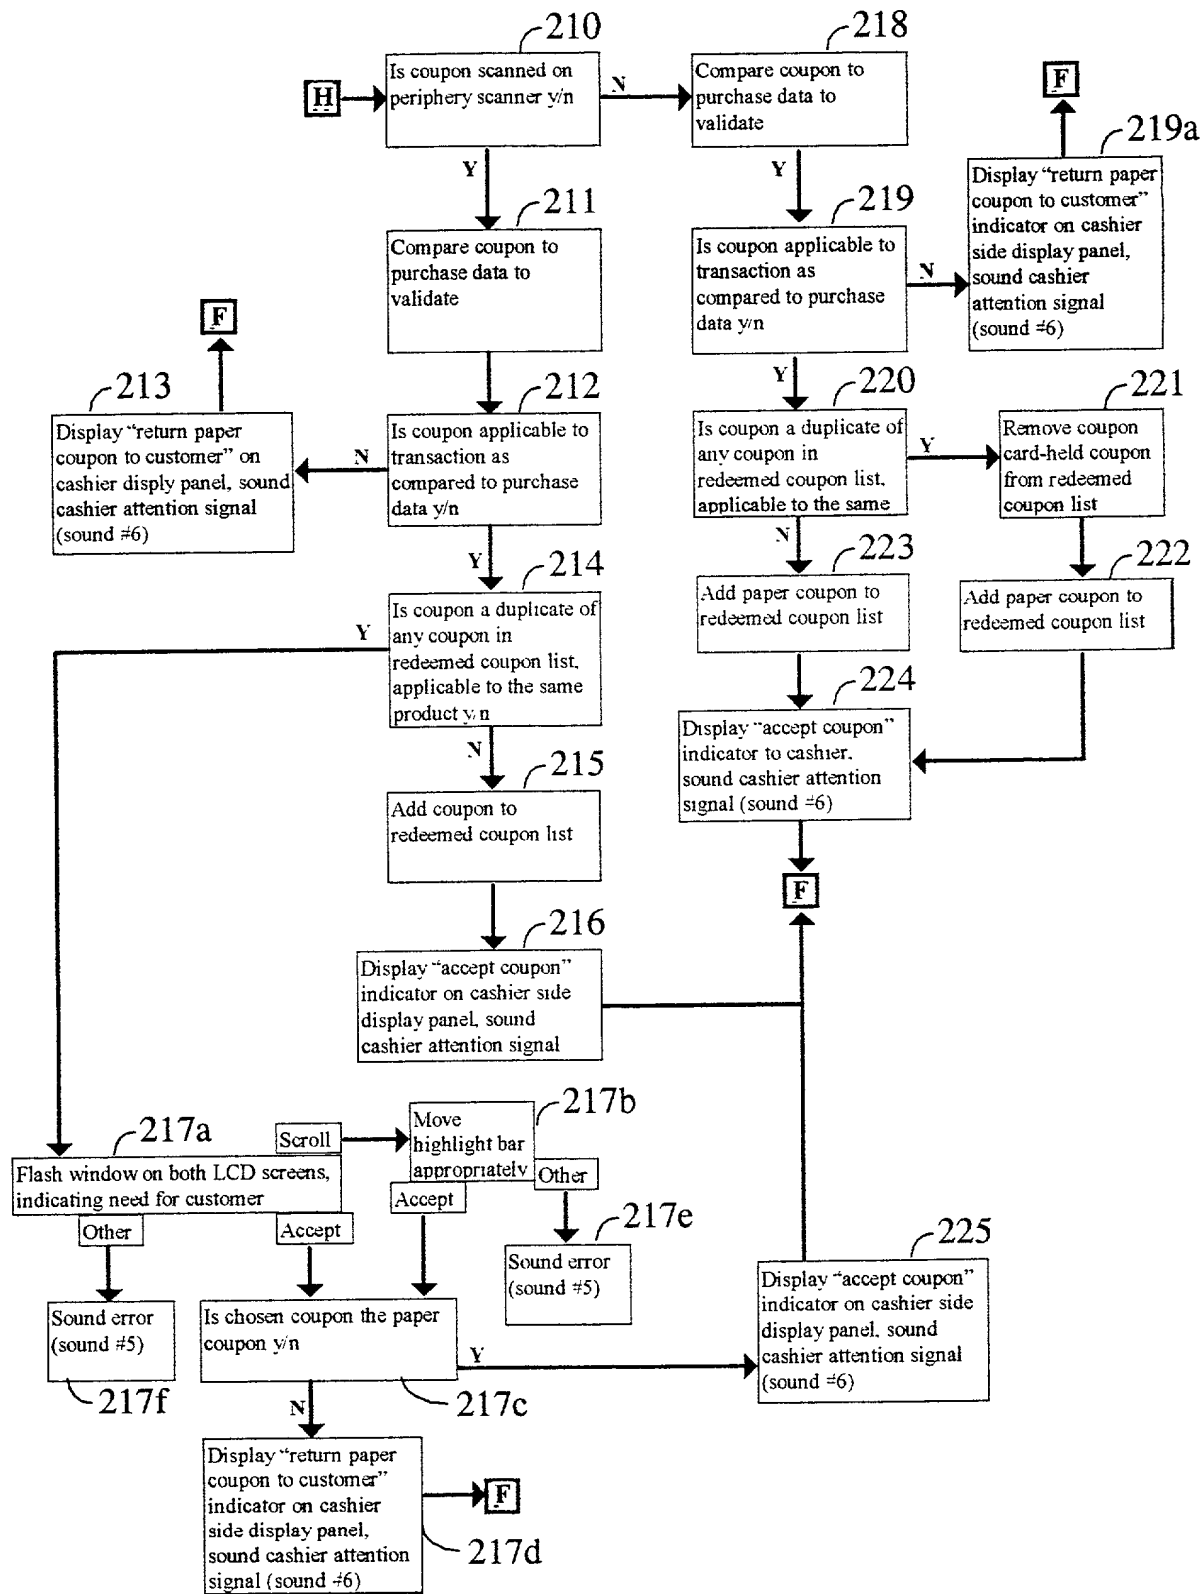 210
Is coupon scanned on
periphery scanner y/n
H
N
Y
218
Compare coupon to
purchase data to
validate
Y
F
219a
Display “return paper
coupon to customer”
indicator on cashier
side display panel,
sound cashier
attention signal
(sound #6)
211
Compare coupon to
purchase data to
validate
219
Is coupon applicable to
transaction as
compared to purchase
data y/n
N
Y
F
213
Display “return paper
coupon to customer” on
cashier disply panel, sound
cashier attention signal
(sound #6)
212
Is coupon applicable to
transaction as
compared to purchase
data y/n
N
Y
220
Is coupon a duplicate of
any coupon in
redeemed coupon list,
applicable to the same
Y
N
221
Remove coupon
card-held coupon
from redeemed
coupon list
214
Is coupon a duplicate of
any coupon in
redeemed coupon list,
applicable to the same
product y/n
Y
N
223
Add paper coupon to
redeemed coupon list
222
Add paper coupon to
redeemed coupon list
224
Display “accept coupon”
indicator to cashier,
sound cashier attention
signal (sound #6)
F
215
Add coupon to
redeemed coupon list
216
Display “accept coupon”
indicator on cashier side
display panel, sound
cashier attention signal
217a
Flash window on both LCD screens,
indicating need for customer
Scroll
Other
Accept
217b
Move
highlight bar
appropriately
Accept
Other
217e
Sound error
(sound #5)
225
Display “accept coupon”
indicator on cashier side
display panel, sound
cashier attention signal
(sound #6)
Sound error
(sound #5)
217f
Is chosen coupon the paper
coupon y/n
Y
N
217c
Display “return paper
coupon to customer”
indicator on cashier
side display panel,
sound cashier attention
signal (sound #6)
F
217d